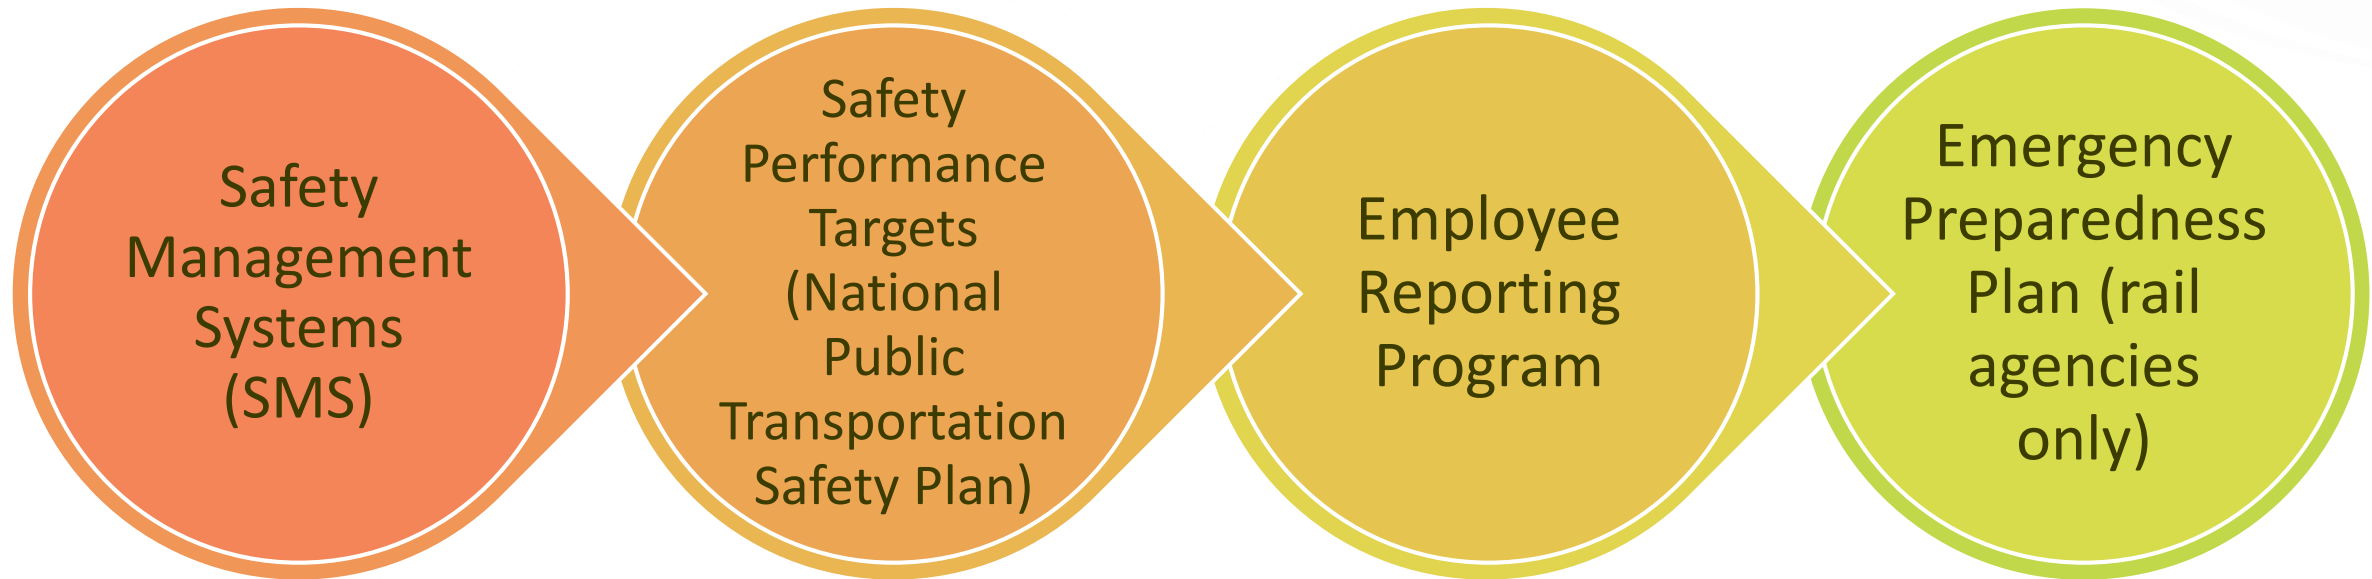 Safety
Management
Systems
(SMS)
Safety
Performance
Targets
(National
Public
Transportation
Safety Plan)
Employee
Reporting
Program
Emergency
Preparedness
Plan (rail
agencies
only)